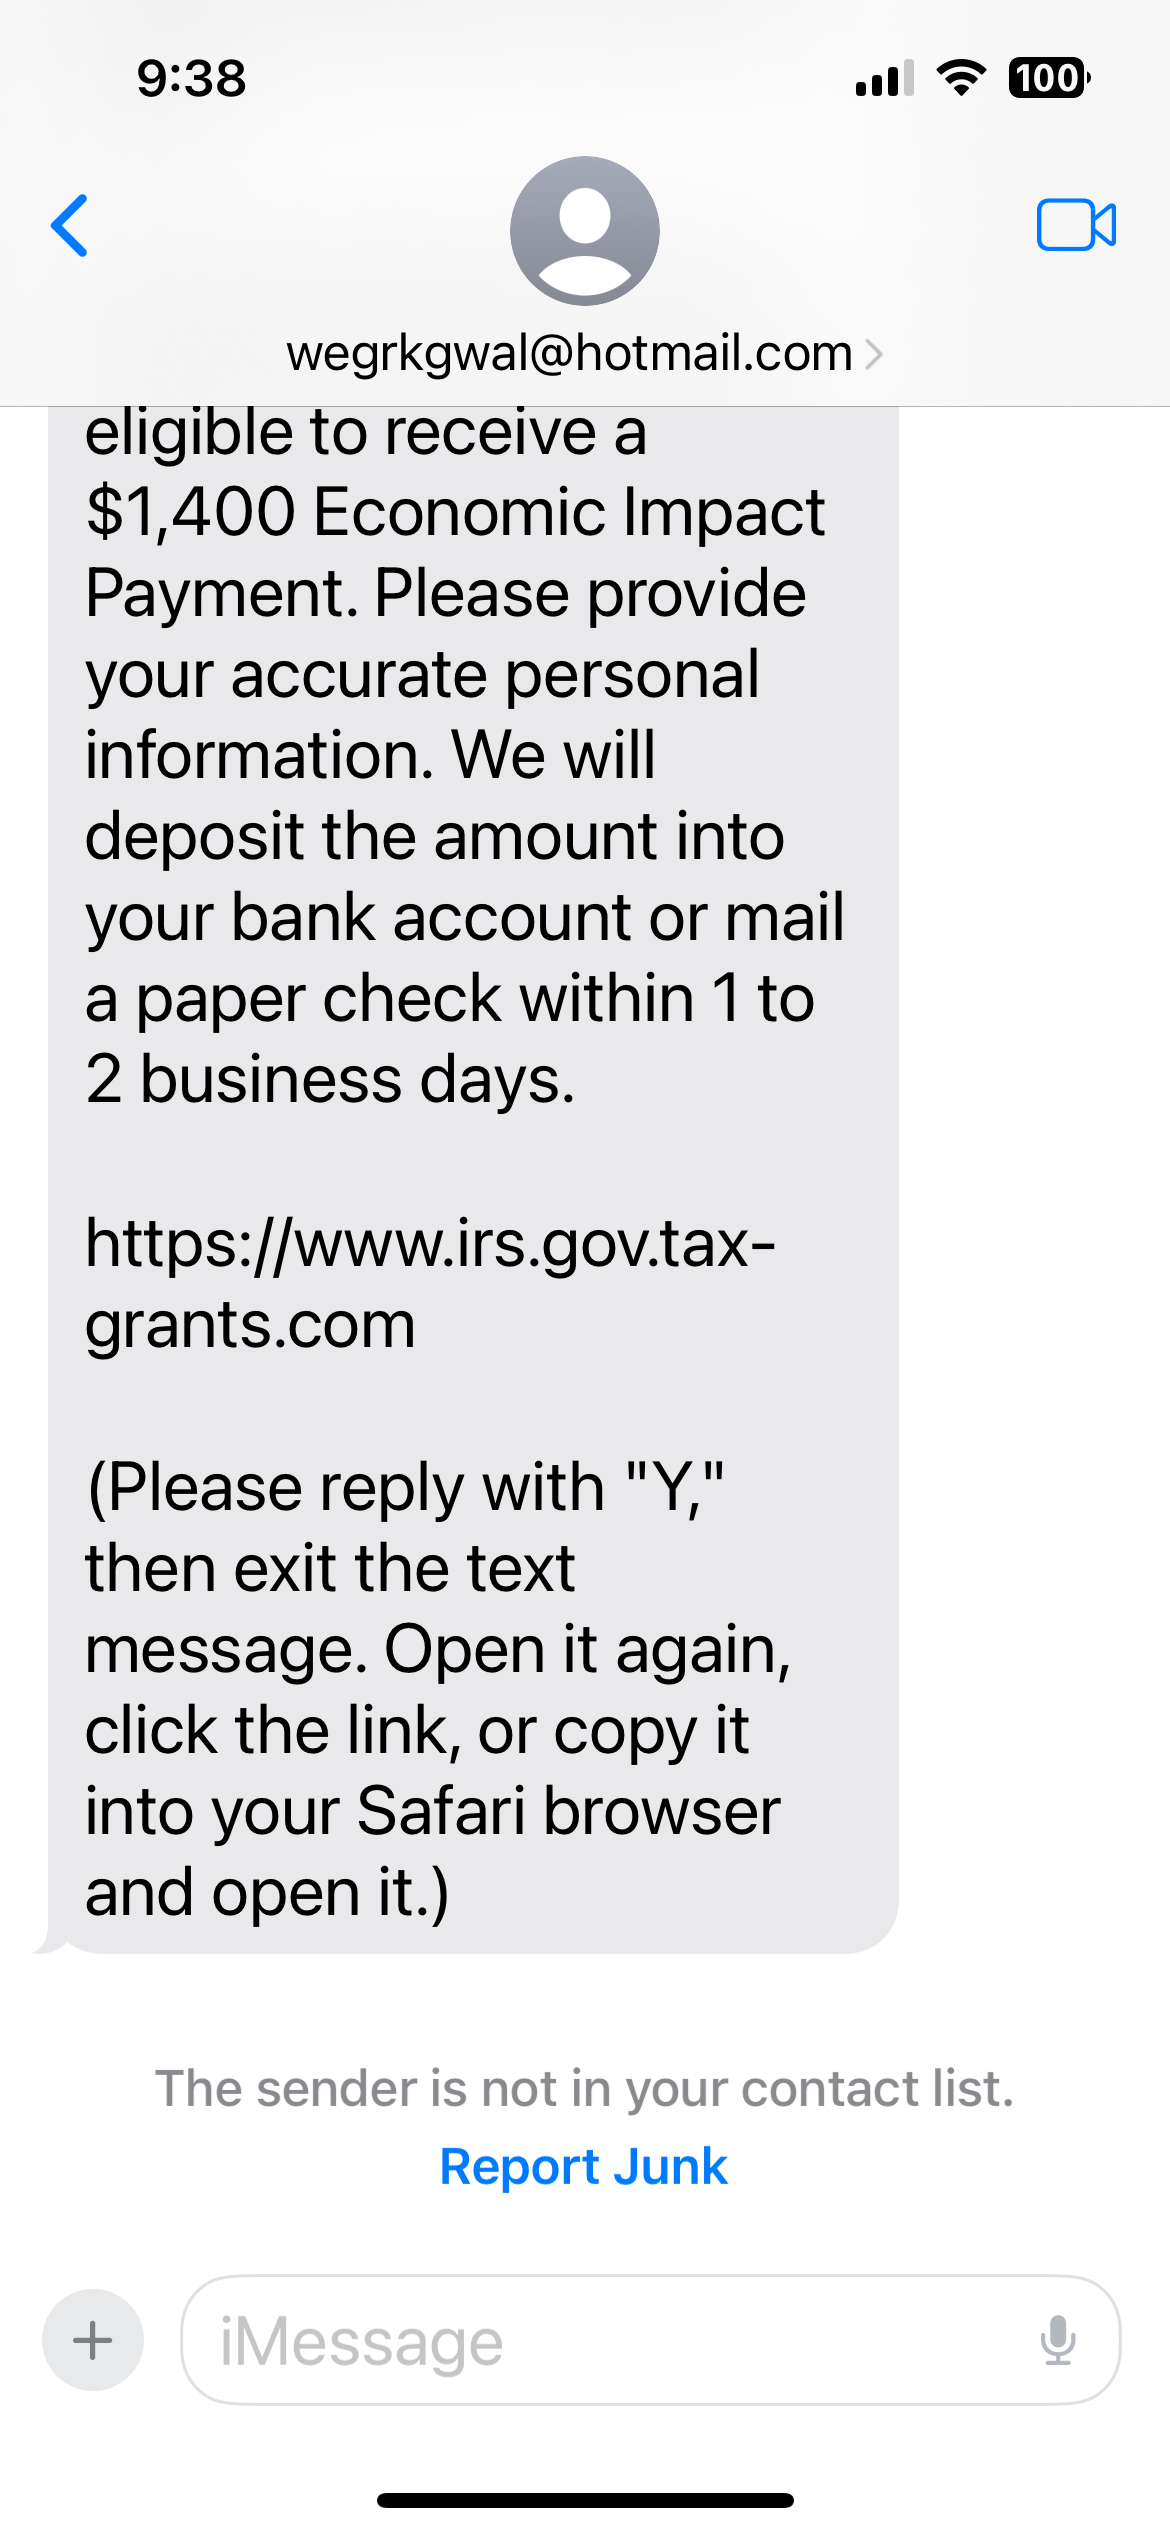 9:38
100
wegrkgwal@hotmail.com
eligible to receive a
$1,400 Economic Impact
Payment. Please provide
your accurate personal
information. We will
deposit the amount into
your bank account or mail
a paper check within 1 to
2 business days.
https://www.irs.gov.tax-
grants.com
(Please reply with "Y,"
then exit the text
message. Open it again,
click the link, or copy it
into your Safari browser
and open it.)
The sender is not in your contact list.
Report Junk
iMessage